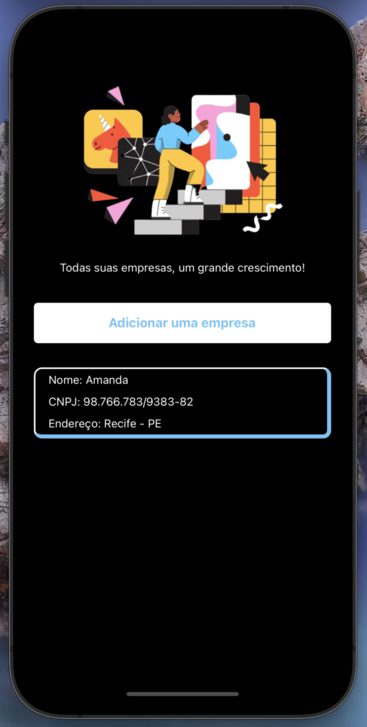 Todas suas empresas, um grande crescimento!
Adicionar uma empresa
Nome: Amanda
CNPJ: 98.766.783/9383-82
Endereço: Recife - PE